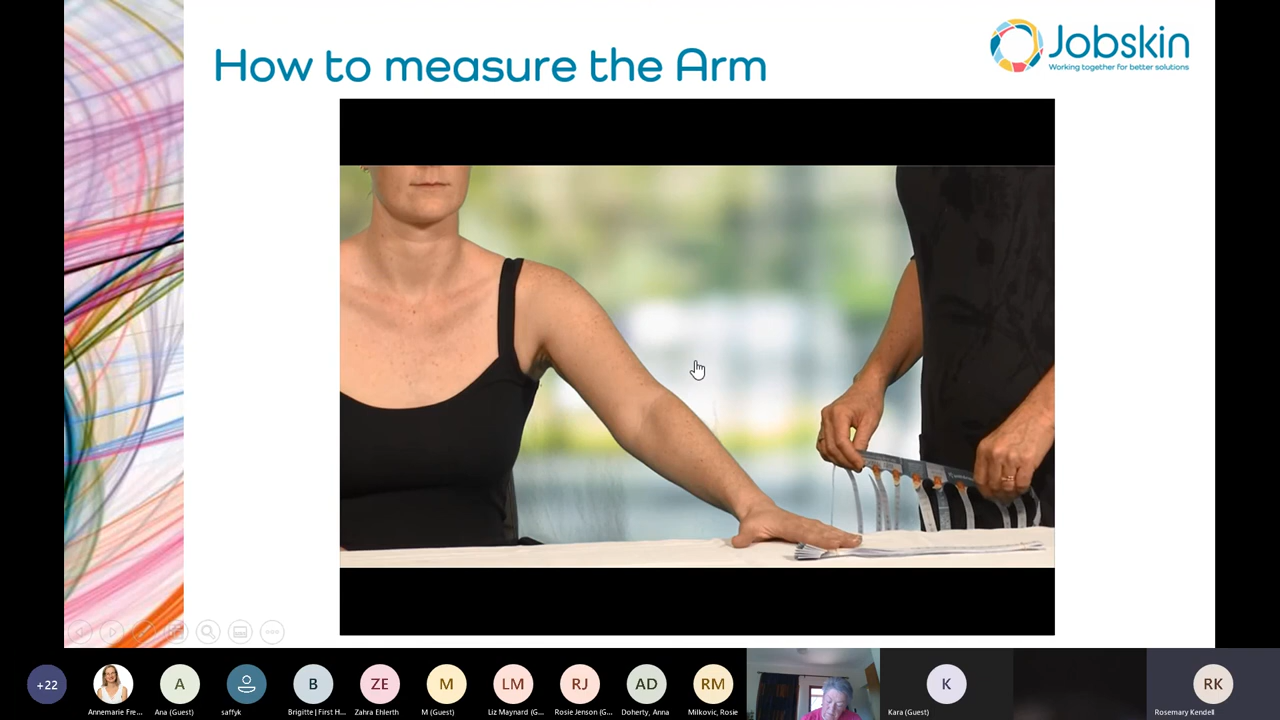 How to measure the Arm
Jobskin
Working together for better solutions
+22
A
B
ZE
M
LM
RJ
AD
RM
K
RK
Annemarie Fre...
Ana (Guest)
saffyk
Brigitte | First H...
Zahra Ehlerth
M (Guest)
Liz Maynard (G...
Rosie Jenson (G...
Doherty, Anna
Milkovic, Rosie
Kara (Guest)
Rosemary Kendell